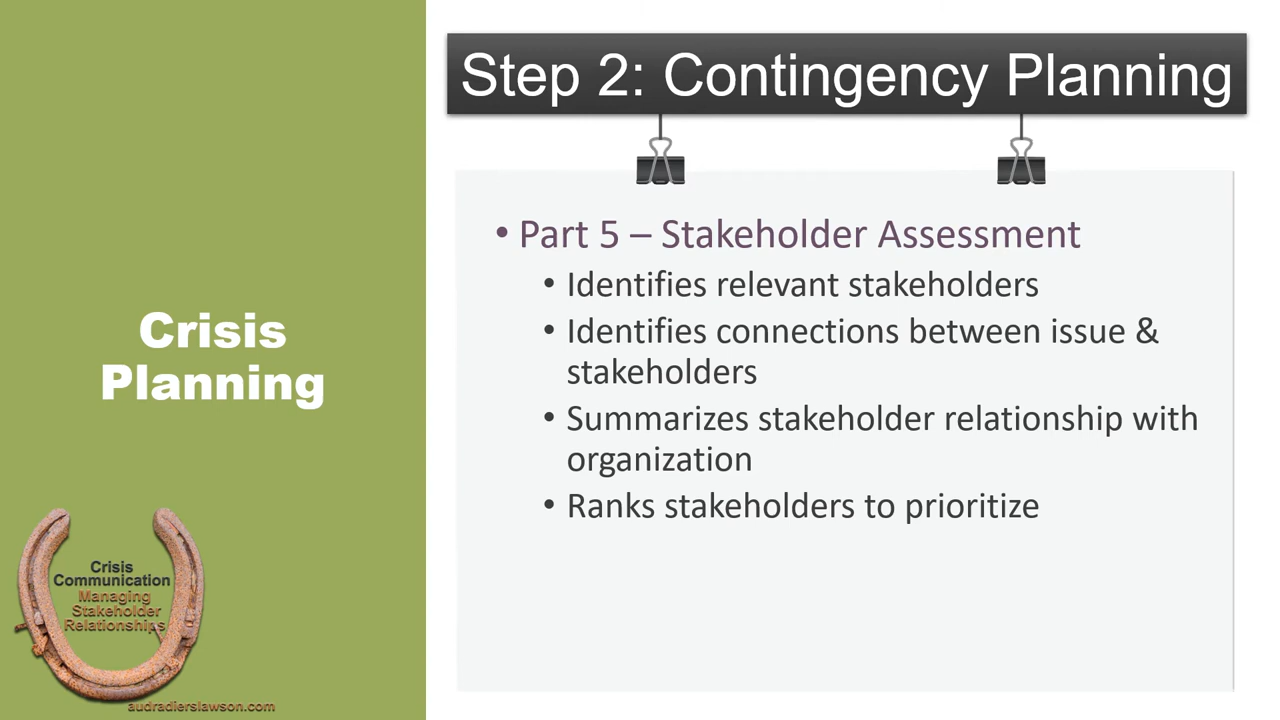 Step 2: Contingency Planning
Crisis
Planning
• Part 5 – Stakeholder Assessment
• Identifies relevant stakeholders
• Identifies connections between issue &
stakeholders
• Summarizes stakeholder relationship with
organization
• Ranks stakeholders to prioritize
Crisis
Communication
Managing
Stakeholder
Relationships
audradierslawson.com